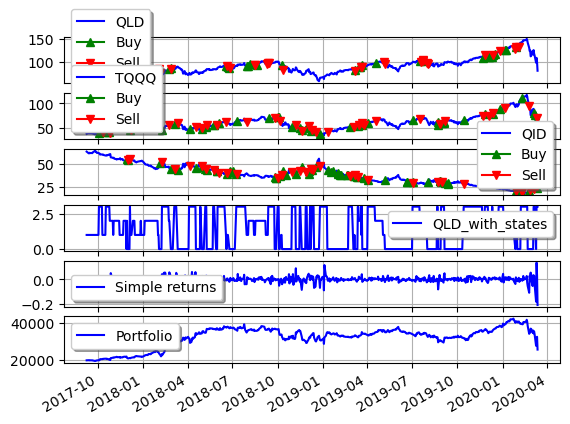 QLD
Buy
Sell
150
100
TQQQ
Buy
Sell
100
50
QID
Buy
Sell
50
25
QLD_with_states
2.5
0.0
Simple returns
0.0
−0.2
Portfolio
40000
20000
2017-10 2018-01 2018-04 2018-07 2018-10 2019-01 2019-04 2019-07 2019-10 2020-01 2020-04